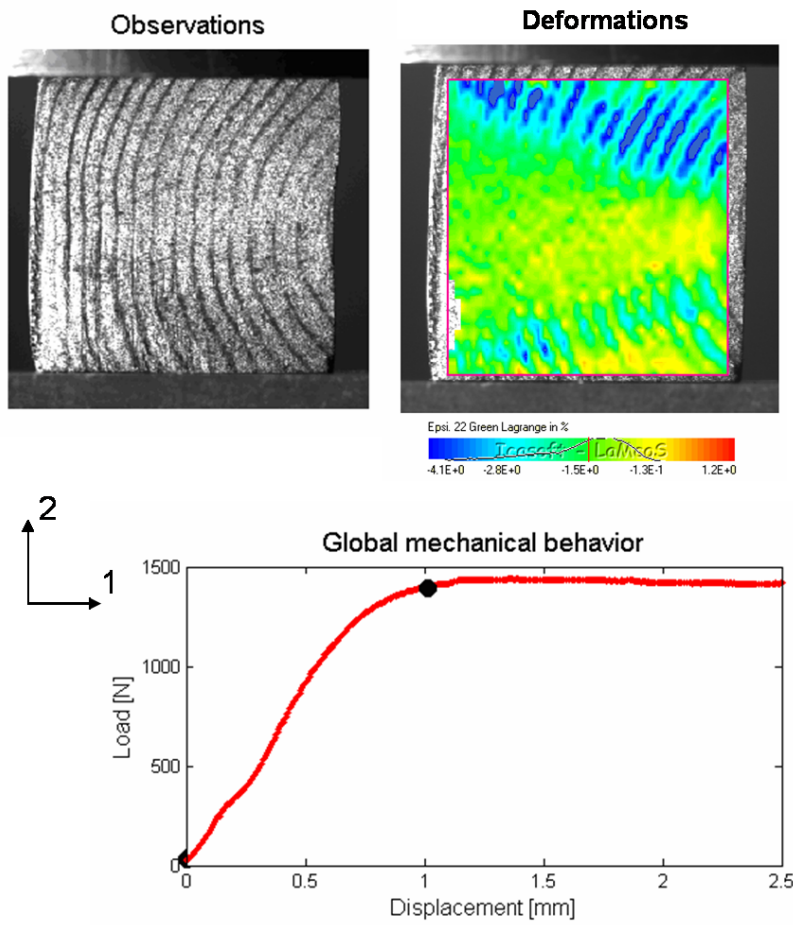 Observations
Deformations
Epsi. 22 Green Lagrange in %
Icasoft - LaMcoS
-4.1E+0 -2.8E+0 -1.5E+0 -1.3E-1 1.2E+0
2
1
Global mechanical behavior
1500
1000
500
0
Load [N]
0 0.5 1 1.5 2 2.5
Displacement [mm]